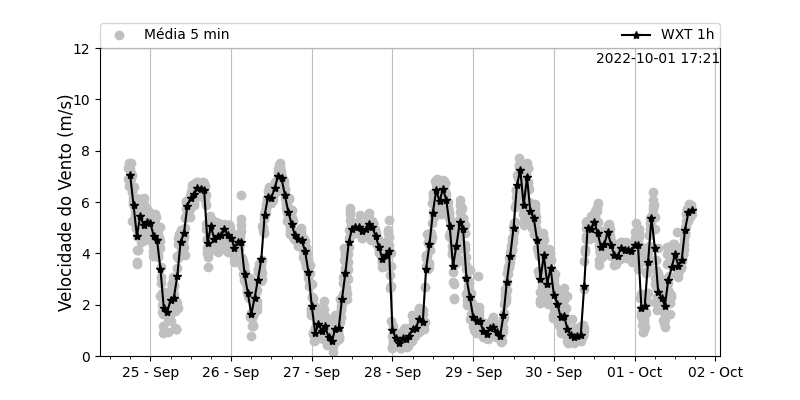 Média 5 min
WXT 1h
2022-10-01 17:21
Velocidade do Vento (m/s)
12
10
8
6
4
2
0
25 - Sep
26 - Sep
27 - Sep
28 - Sep
29 - Sep
30 - Sep
01 - Oct
02 - Oct